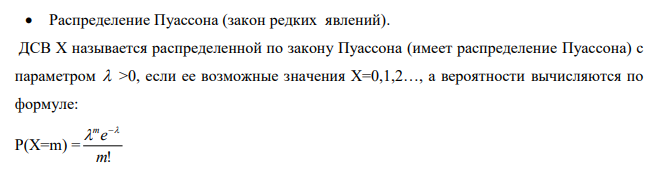 • Распределение Пуассона (закон редких явлений).
ДСВ X называется распределенной по закону Пуассона (имеет распределение Пуассона) с
параметром λ >0, если ее возможные значения X=0,1,2…, а вероятности вычисляются по
формуле:
P(X=m) = \frac{λ^m e^{-λ}}{m!}